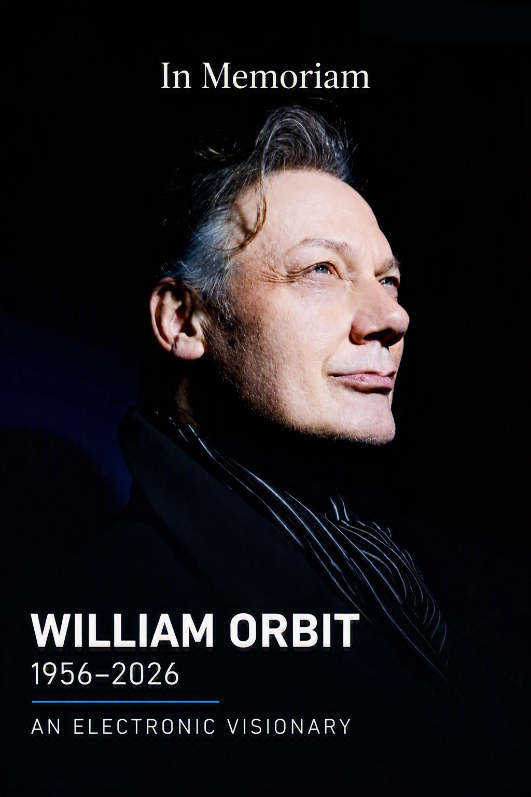 In Memoriam
WILLIAM ORBIT
1956–2026
AN ELECTRONIC VISIONARY